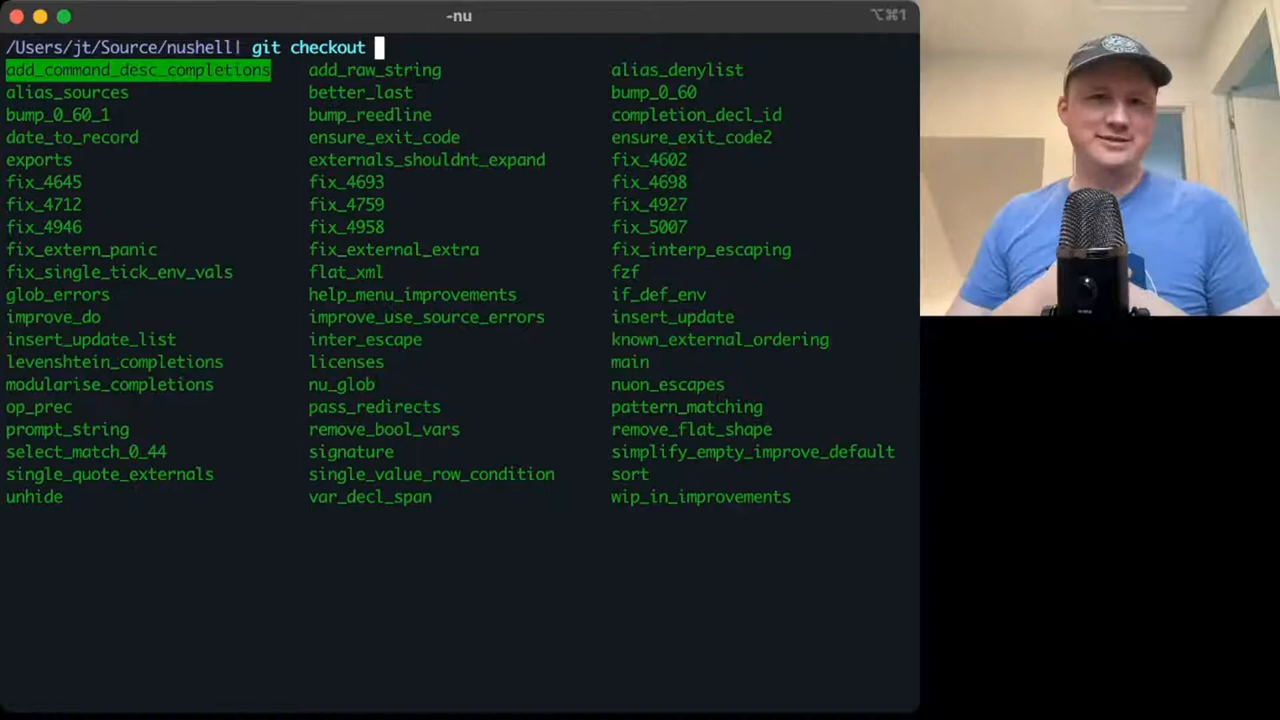 -nu
⌥⌘1
/Users/jt/Source/nushell| git checkout
add_command_desc_completions add_raw_string alias_denylist
alias_sources better_last bump_0_60
bump_0_60_1 bump_reedline completion_decl_id
date_to_record ensure_exit_code ensure_exit_code2
exports externals_shouldnt_expand fix_4602
fix_4645 fix_4693 fix_4698
fix_4712 fix_4759 fix_4927
fix_4946 fix_4958 fix_5007
fix_extern_panic fix_external_extra fix_interp_escaping
fix_single_tick_env_vals flat_xml fzf
glob_errors help_menu_improvements if_def_env
improve_do improve_use_source_errors insert_update
insert_update_list inter_escape known_external_ordering
levenshtein_completions licenses main
modularise_completions nu_glob nuon_escapes
op_prec pass_redirects pattern_matching
prompt_string remove_bool_vars remove_flat_shape
select_match_0_44 signature simplify_empty_improve_default
single_quote_externals single_value_row_condition sort
unhide var_decl_span wip_in_improvements